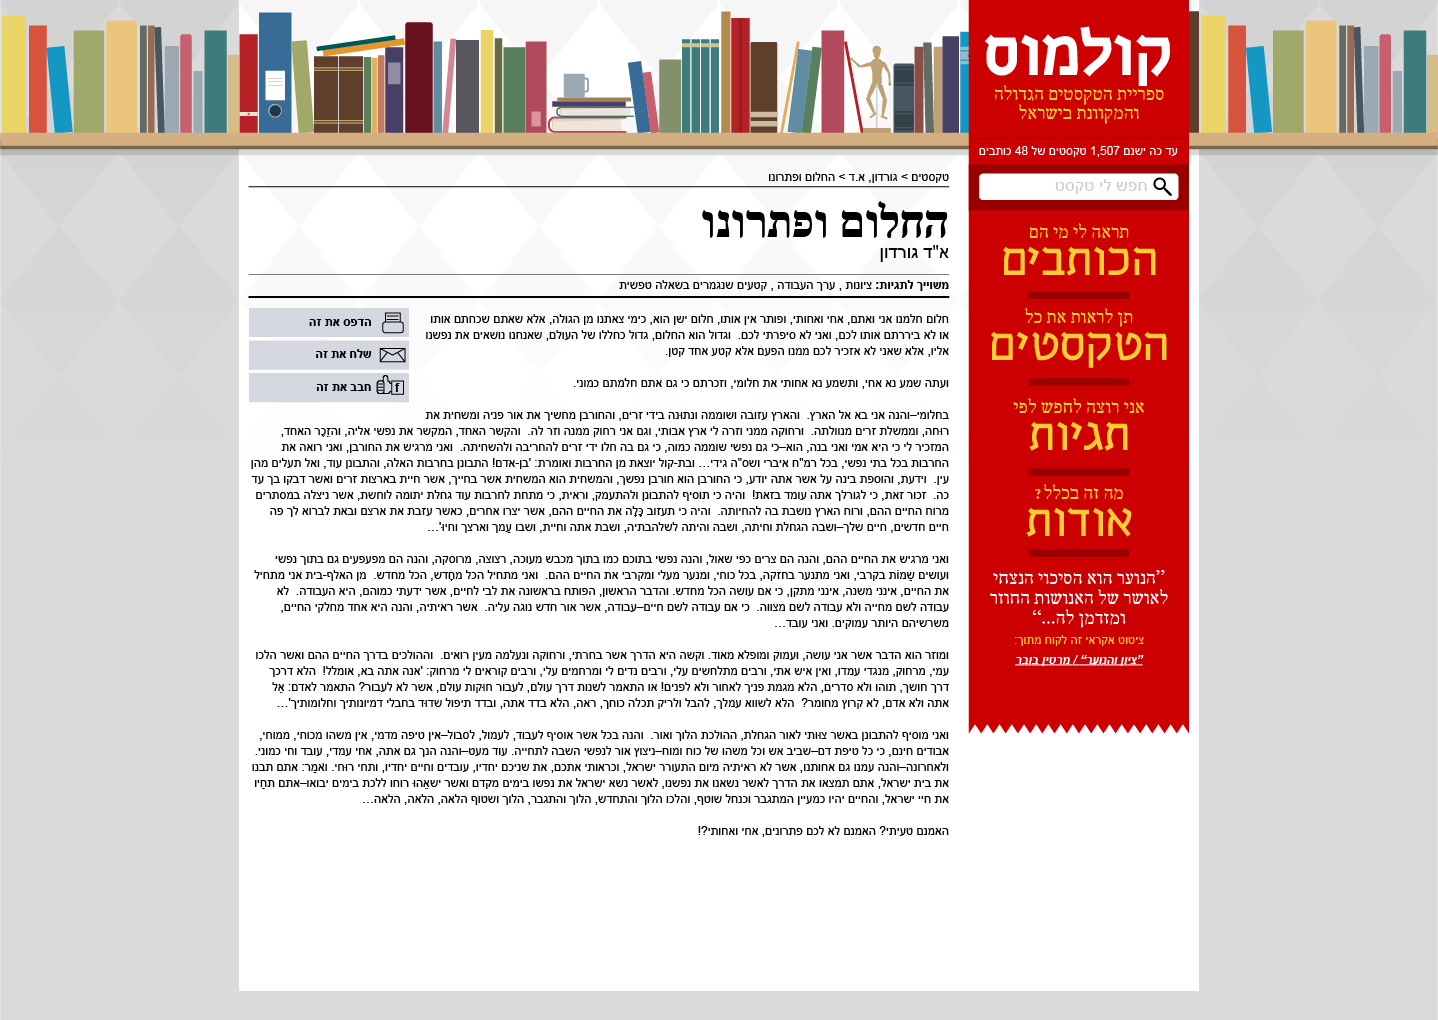 קולמוס
ספריית הטקסטים הגדולה
והמקוונת בישראל
עד כה ישנם 1,507 טקסטים של 48 כותבים
חפש לי טקסט
תראה לי מי הם
הכותבים
תן לראות את כל
הטקסטים
אני רוצה לחפש לפי
תגיות
מה זה בכלל?
אודות
”הנוער הוא הסיכוי הנצחי
לאושר של האנושות החוזר
ומזדמן לה...“
ציטוט אקראי זה לקוח מתוך:
”ציון והנוער“ / מרטין בובר
טקסטים > גורדון, א.ד > החלום ופתרונו
החלום ופתרונו
א"ד גורדון
משוייך לתגיות: ציונות , ערך העבודה , קטעים שנגמרים בשאלה טפשית
הדפס את זה
שלח את זה
חבב את זה
חלום חלמנו אני ואתם, אחי ואחותי, ופותר אין אותו, חלום ישן הוא, כימי צאתנו מן הגולה, אלא שאתם שכחתם אותו
או לא ביררתם אותו לכם, ואני לא סיפרתי לכם.  וגדול הוא החלום, גדול כחללו של העולם, שאנחנו נושאים את נפשנו
אליו, אלא שאני לא אזכיר לכם ממנו הפעם אלא קטע אחד קטן.
ועתה שמע נא אחי, ותשמע נא אחותי את חלומי, וזכרתם כי גם אתם חלמתם כמוני.
בחלומי–והנה אני בא אל הארץ.  והארץ עזובה ושוממה ונתונה בידי זרים, והחורבן מחשיך את אור פניה ומשחית את
רוחה, וממשלת זרים מנוולתה.  ורחוקה ממני וזרה לי ארץ אבותי, וגם אני רחוק ממנה וזר לה.  והקשר האחד, המקשר את נפשי אליה, והזֵכֶר האחד,
המזכיר לי כי היא אמי ואני בנה, הוא–כי גם נפשי שוממה כמוה, כי גם בה חלו ידי זרים להחריבה ולהשחיתה.  ואני מרגיש את החורבן, ואני רואה את
החרבות בכל בתי נפשי, בכל רמ"ח איברי ושס"ה גידי... ובת-קול יוצאת מן החרבות ואומרת: 'בן-אדם! התבונן בחרבות האלה, והתבונן עוד, ואל תעלים מהן
עין.  וידעת, והוספת בינה על אשר אתה יודע, כי החורבן הוא חורבן נפשך, והמשחית הוא המשחית אשר בחייך, אשר חיית בארצות זרים ואשר דבקו בך עד
כה.  זכור זאת, כי לגורלך אתה עומד בזאת!  והיה כי תוסיף להתבונן ולהתעמק, וראית, כי מתחת לחרבות עוד גחלת יתומה לוחשת, אשר ניצלה במסתרים
מרוח החיים ההם, ורוח הארץ נושבת בה להחיותה.  והיה כי תעזוב כָּלָה את החיים ההם, אשר יצרו אחרים, כאשר עזבת את ארצם ובאת לברוא לך פה
חיים חדשים, חיים שלך–ושבה הגחלת וחיתה, ושבה והיתה לשלהבתיה, ושבת אתה וחיית, ושבו עַמך וארצך וחיו'...
ואני מרגיש את החיים ההם, והנה הם צרים כפי שאול, והנה נפשי בתוכם כמו בתוך מכבש מעוכה, רצוצה, מרוסקה, והנה הם מפעפעים גם בתוך נפשי
ועושים שַמוֹת בקרבי, ואני מתנער בחזקה, בכל כוחי, ומנער מעלי ומקרבי את החיים ההם.  ואני מתחיל הכל מחָדש, הכל מחדש.  מן האלף-בית אני מתחיל
את החיים, אינני משנה, אינני מתקן, כי אם עושה הכל מחדש. והדבר הראשון, הפותח בראשונה את לבי לחיים, אשר ידעתי כמוהם, היא העבודה.  לא
עבודה לשם מחייה ולא עבודה לשם מצווה.  כי אם עבודה לשם חיים–עבודה, אשר אור חדש נוגה עליה.  אשר ראיתיה, והנה היא אחד מחלקי החיים,
משרשיהם היותר עמוקים. ואני עובד...
ומוזר הוא הדבר אשר אני עושה, ועמוק ומופלא מאוד. וקשה היא הדרך אשר בחרתי, ורחוקה ונעלמה מעין רואים.  וההולכים בדרך החיים ההם ואשר הלכו
עמי, מרחוק, מנגדי עמדו, ואין איש אתי, ורבים מתלחשים עלי, ורבים נדים לי ומרחמים עלי, ורבים קוראים לי מרחוק: 'אנה אתה בא, אומלל!  הלא דרכך
דרך חושך, תוהו ולא סדרים, הלא מגמת פניך לאחור ולא לפנים! או התאמר לשנות דרך עולם, לעבור חוקות עולם, אשר לא לעבור? התאמר לאדם: אַל
אתה ולא אדם, לא קרוץ מחומר?  הלא לשווא עמלך, להבל ולריק תכלה כוחך, ראה, הלא בדד אתה, ובדד תיפול שדוד בחבלי דמיונותיך וחלומותיך'...
ואני מוסיף להתבונן באשר צוּותי לאור הגחלת, ההולכת הלוך ואור.  והנה בכל אשר אוסיף לעבוד, לעמול, לסבול–אין טיפה מדמי, אין משהו מכוחי, ממוחי,
אבודים חינם, כי כל טיפת דם–שביב אש וכל משהו של כוח ומוח–ניצוץ אור לנפשי השבה לתחייה. עוד מעט–והנה הנך גם אתה, אחי עמדי, עובד וחי כמוני.
ולאחרונה–והנה עמנו גם אחותנו, אשר לא ראיתיה מיום התעורר ישראל, וכראותי אתכם, את שניכם יחדיו, עובדים וחיים יחדיו, ותחי רוחי. ואמַר: אתם תבנו
את בית ישראל, אתם תמצאו את הדרך לאשר נשאנו את נפשנו, לאשר נשא ישראל את נפשו בימים מקדם ואשר ישאֵהו רוחו ללכת בימים יבואו–אתם תחַיו
את חיי ישראל, והחיים יהיו כמעיין המתגבר וכנחל שוטף, והלכו הלוך והתחדש, הלוך והתגבר, הלוך ושטוף הלאה, הלאה, הלאה...
האמנם טעיתי? האמנם לא לכם פתרונים, אחי ואחותי?!